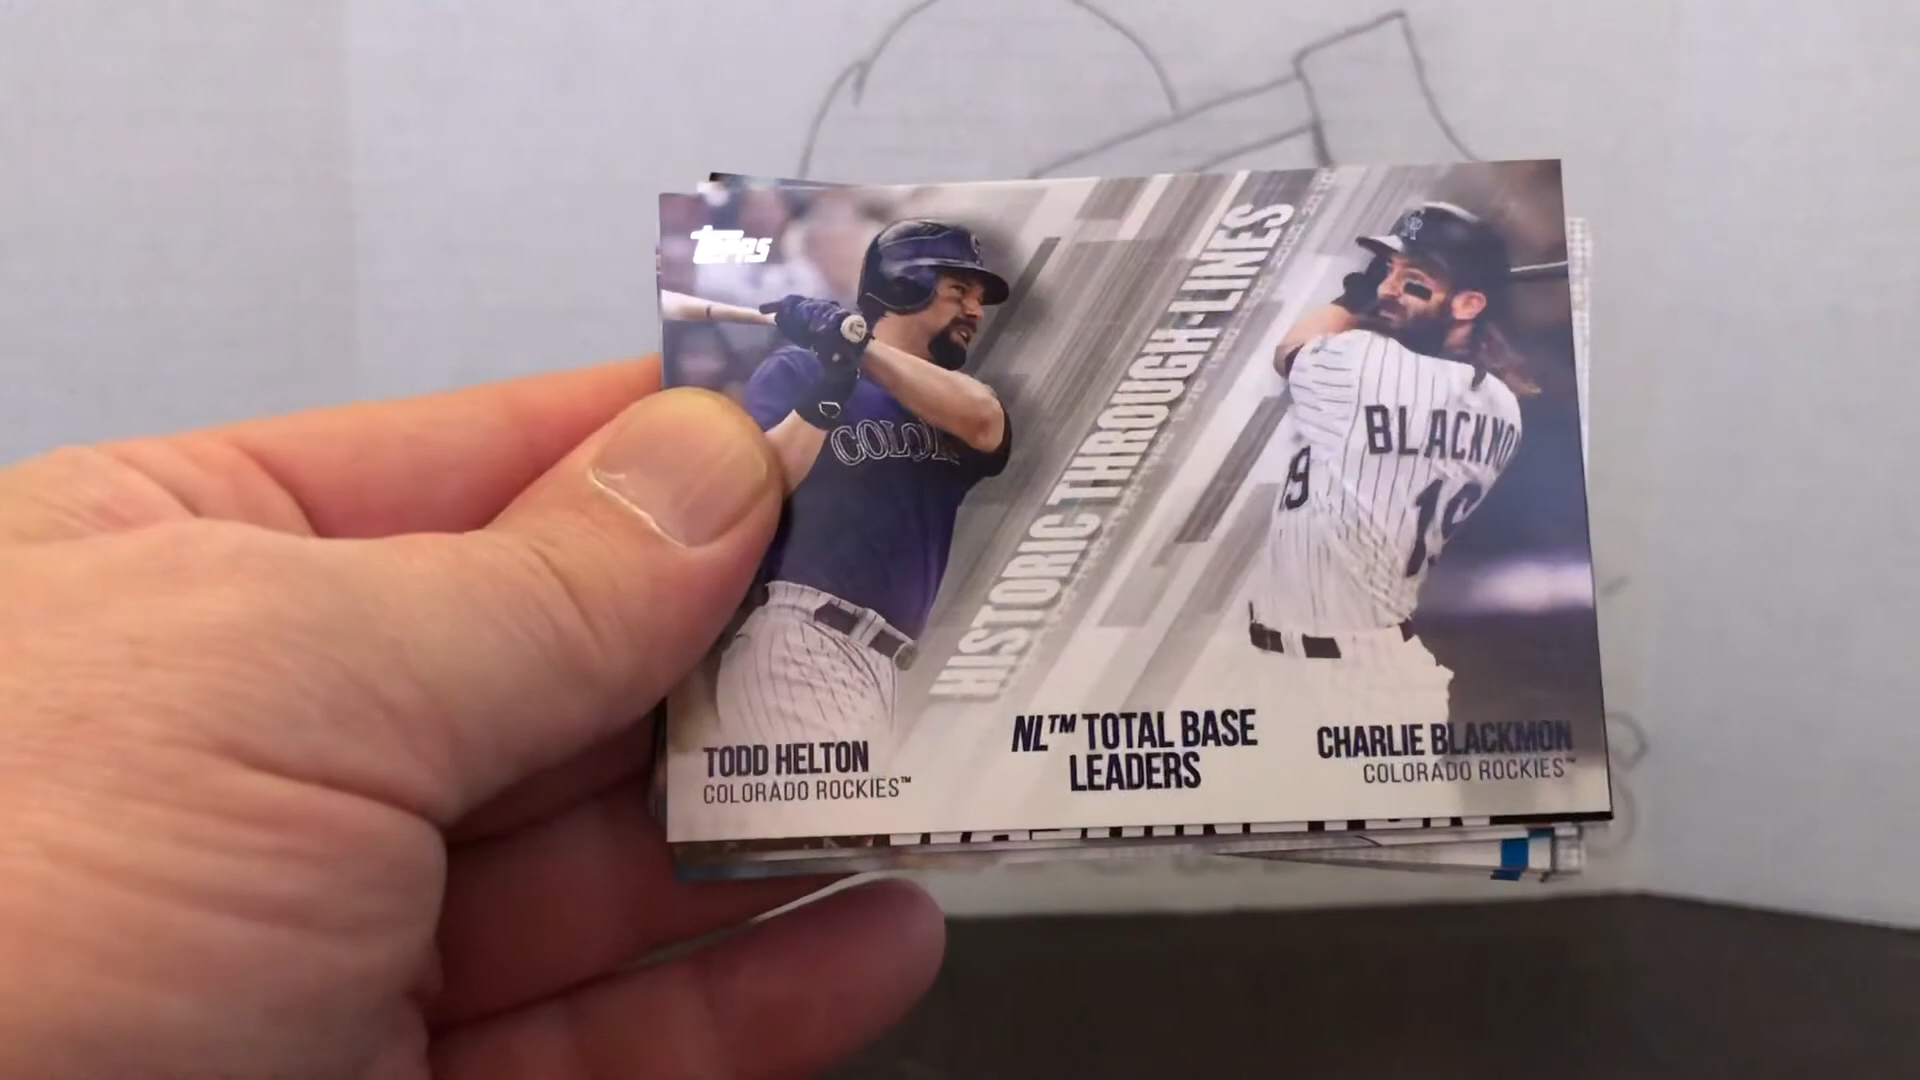 TOPPS
COLO
HISTORIC THROUGH-LINES
BLACKMO
19
19
NL™ TOTAL BASE
LEADERS
TODD HELTON
COLORADO ROCKIES™
CHARLIE BLACKMON
COLORADO ROCKIES™